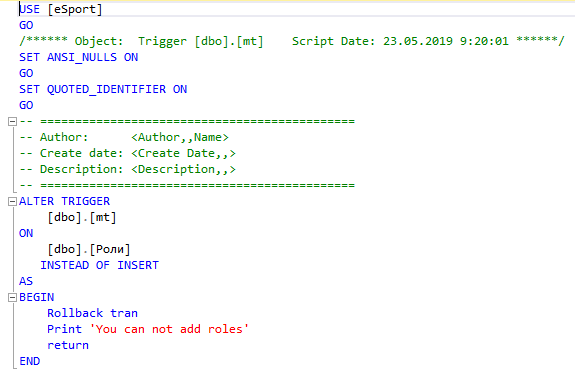 USE [eSport]
GO
/****** Object:  Trigger [dbo].[mt]    Script Date: 23.05.2019 9:20:01 ******/
SET ANSI_NULLS ON
GO
SET QUOTED_IDENTIFIER ON
GO
-- =============================================
-- Author:      <Author,,Name>
-- Create date: <Create Date,,>
-- Description: <Description,,>
-- =============================================
ALTER TRIGGER
    [dbo].[mt]
ON
    [dbo].[Роли]
   INSTEAD OF INSERT
AS
BEGIN
    Rollback tran
    Print 'You can not add roles'
    return
END